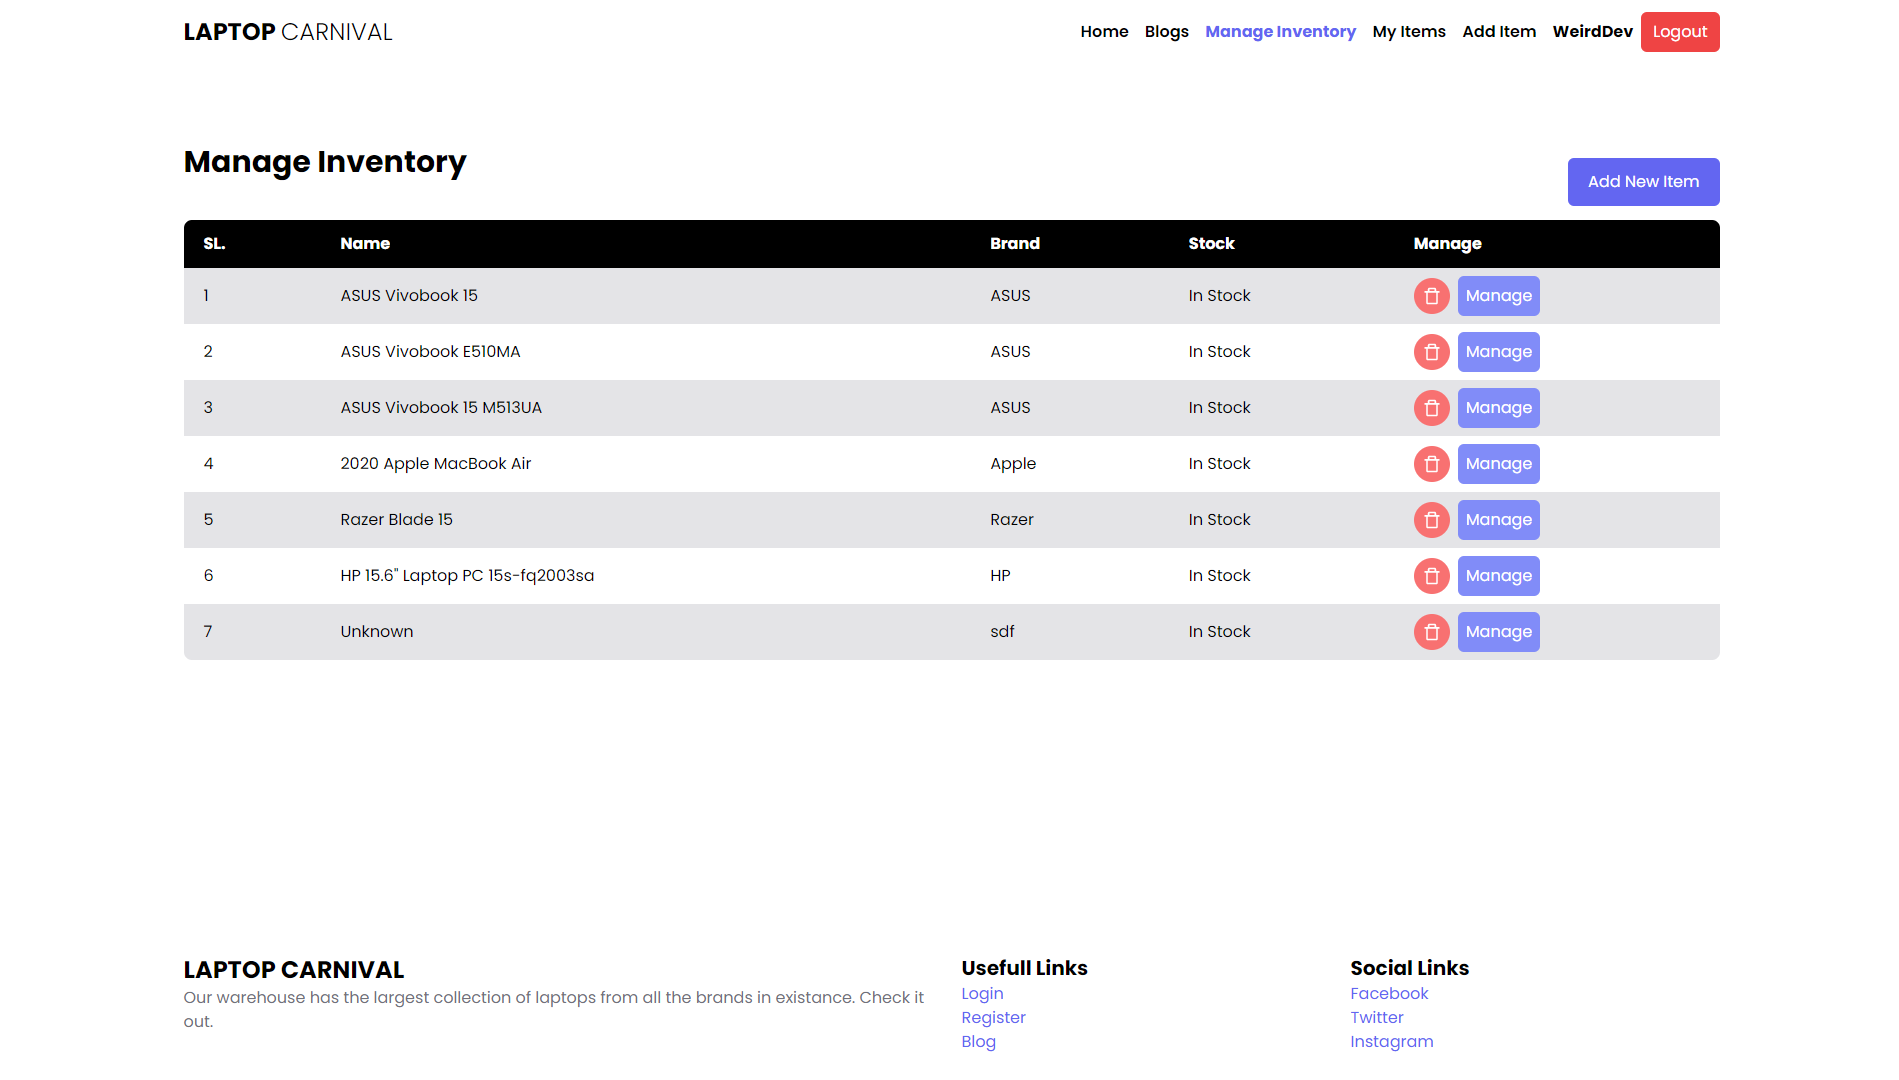 LAPTOP CARNIVAL
Home Blogs Manage Inventory My Items Add Item WeirdDev Logout
Manage Inventory
Add New Item
SL. Name Brand Stock Manage
1 ASUS Vivobook 15 ASUS In Stock Manage
2 ASUS Vivobook E510MA ASUS In Stock Manage
3 ASUS Vivobook 15 M513UA ASUS In Stock Manage
4 2020 Apple MacBook Air Apple In Stock Manage
5 Razer Blade 15 Razer In Stock Manage
6 HP 15.6" Laptop PC 15s-fq2003sa HP In Stock Manage
7 Unknown sdf In Stock Manage
LAPTOP CARNIVAL
Our warehouse has the largest collection of laptops from all the brands in existance. Check it
out.
Usefull Links
Login
Register
Blog
Social Links
Facebook
Twitter
Instagram